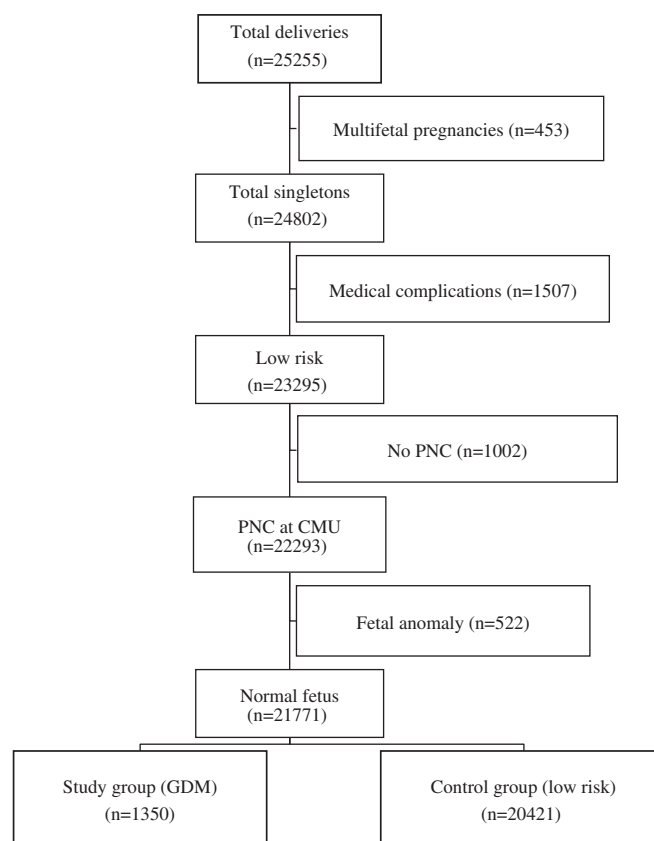 Total deliveries
(n=25255)
Multifetal pregnancies (n=453)
Total singletons
(n=24802)
Medical complications (n=1507)
Low risk
(n=23295)
No PNC (n=1002)
PNC at CMU
(n=22293)
Fetal anomaly (n=522)
Normal fetus
(n=21771)
Study group (GDM)
(n=1350)
Control group (low risk)
(n=20421)